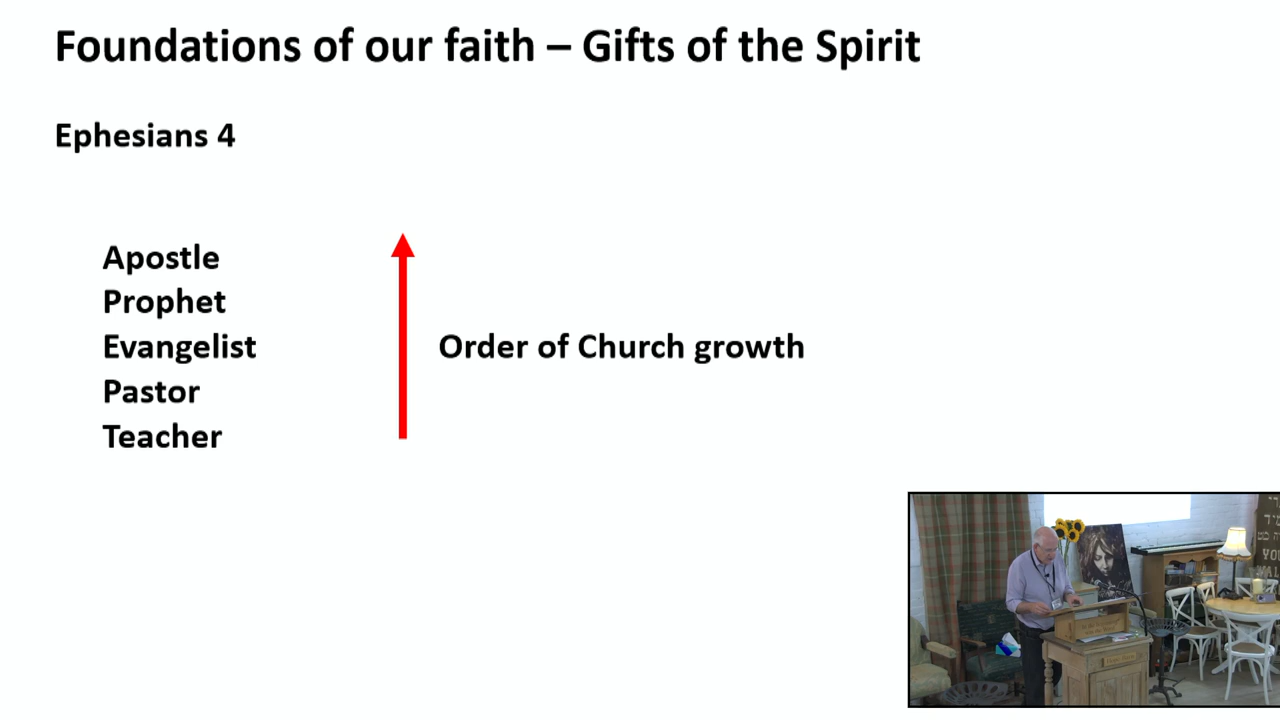 Foundations of our faith – Gifts of the Spirit
Ephesians 4
Apostle
Prophet
Evangelist
Order of Church growth
Pastor
Teacher